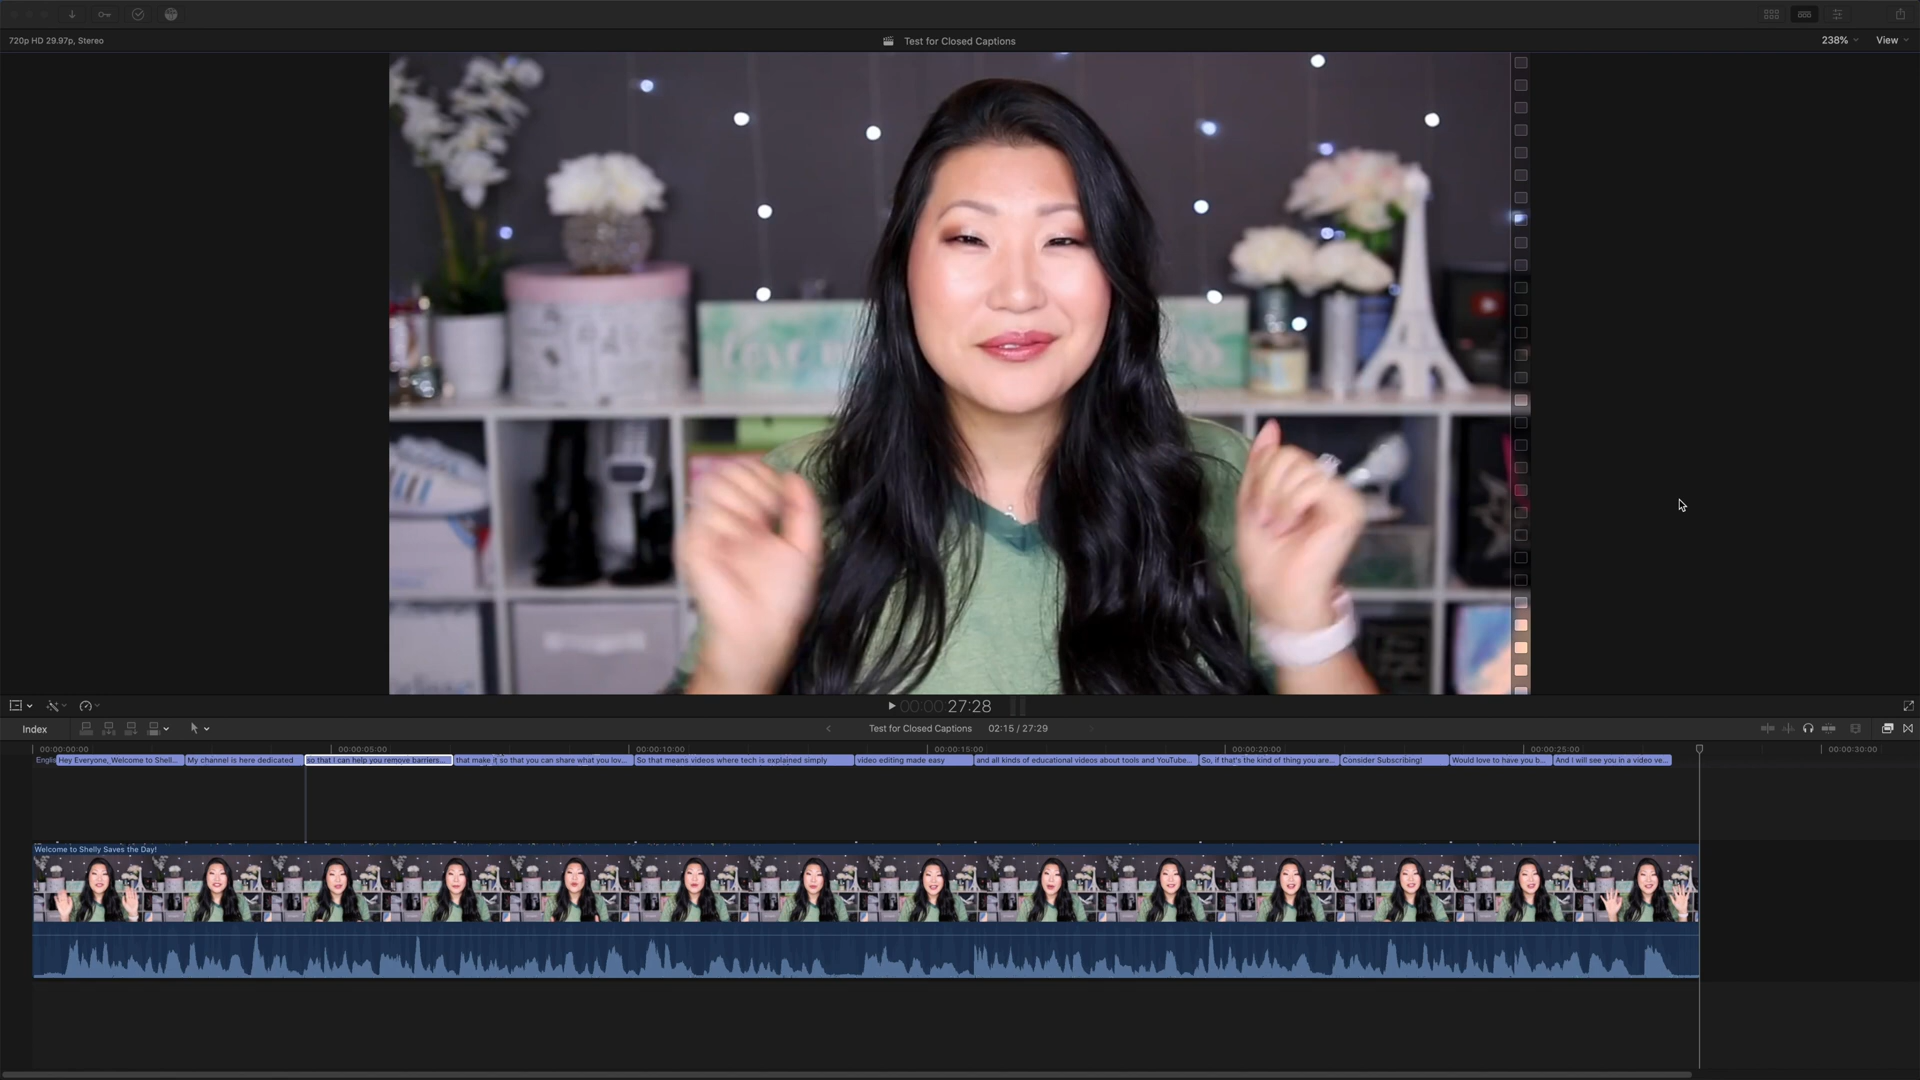 720p HD 29.97p, Stereo
Test for Closed Captions
238%
View
00:00:00 27:28
Index
Test for Closed Captions
02:15 / 27:29
00:00:00:00
00:00:05:00
00:00:10:00
00:00:15:00
00:00:20:00
00:00:25:00
00:00:30:00
Englis
Hey Everyone, Welcome to Shell...
My channel is here dedicated
so that I can help you remove barriers...
that make it
so that you can share what you lov...
So that means videos where tech is explained simply
video editing made easy
and all kinds of educational videos about tools and YouTube...
So, if that's the kind of thing you are...
Consider Subscribing!
Would love to have you b...
And I will see you in a video ve...
Welcome to Shelly Saves the Day!